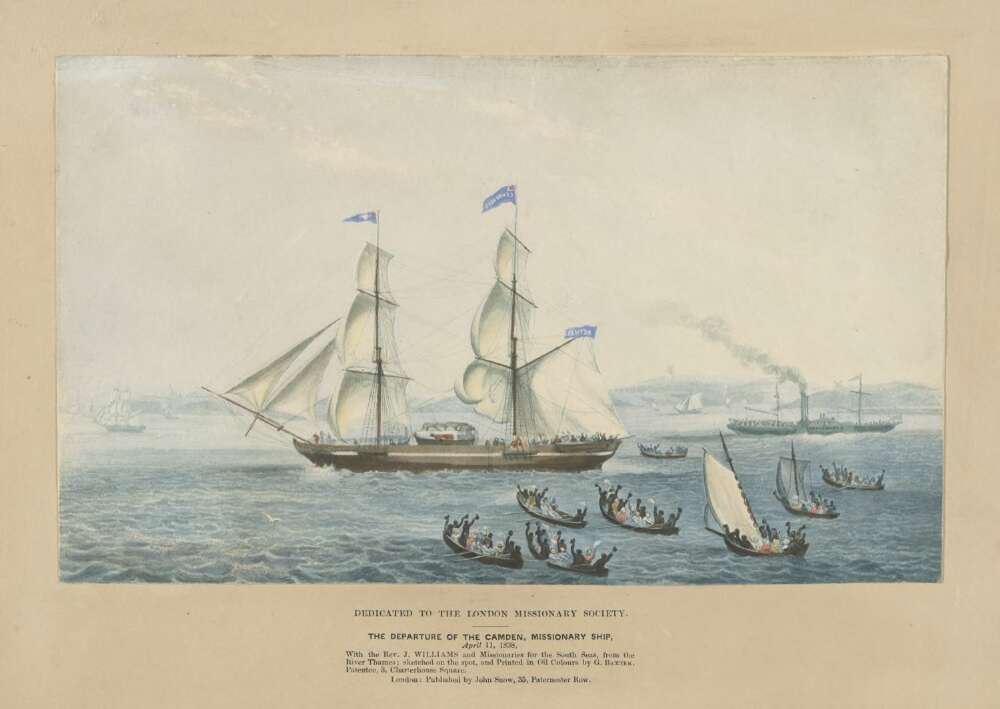 BETHEL
DEDICATED TO THE LONDON MISSIONARY SOCIETY.
THE DEPARTURE OF THE CAMDEN, MISSIONARY SHIP,
April 11, 1838,
With the Rev. J. WILLIAMS and Missionaries for the South Seas, from the
River Thames; sketched on the spot, and Printed in Oil Colours by G. BAXTER,
Patentee, 3, Charterhouse Square.
London: Published by John Snow, 35, Paternoster Row.